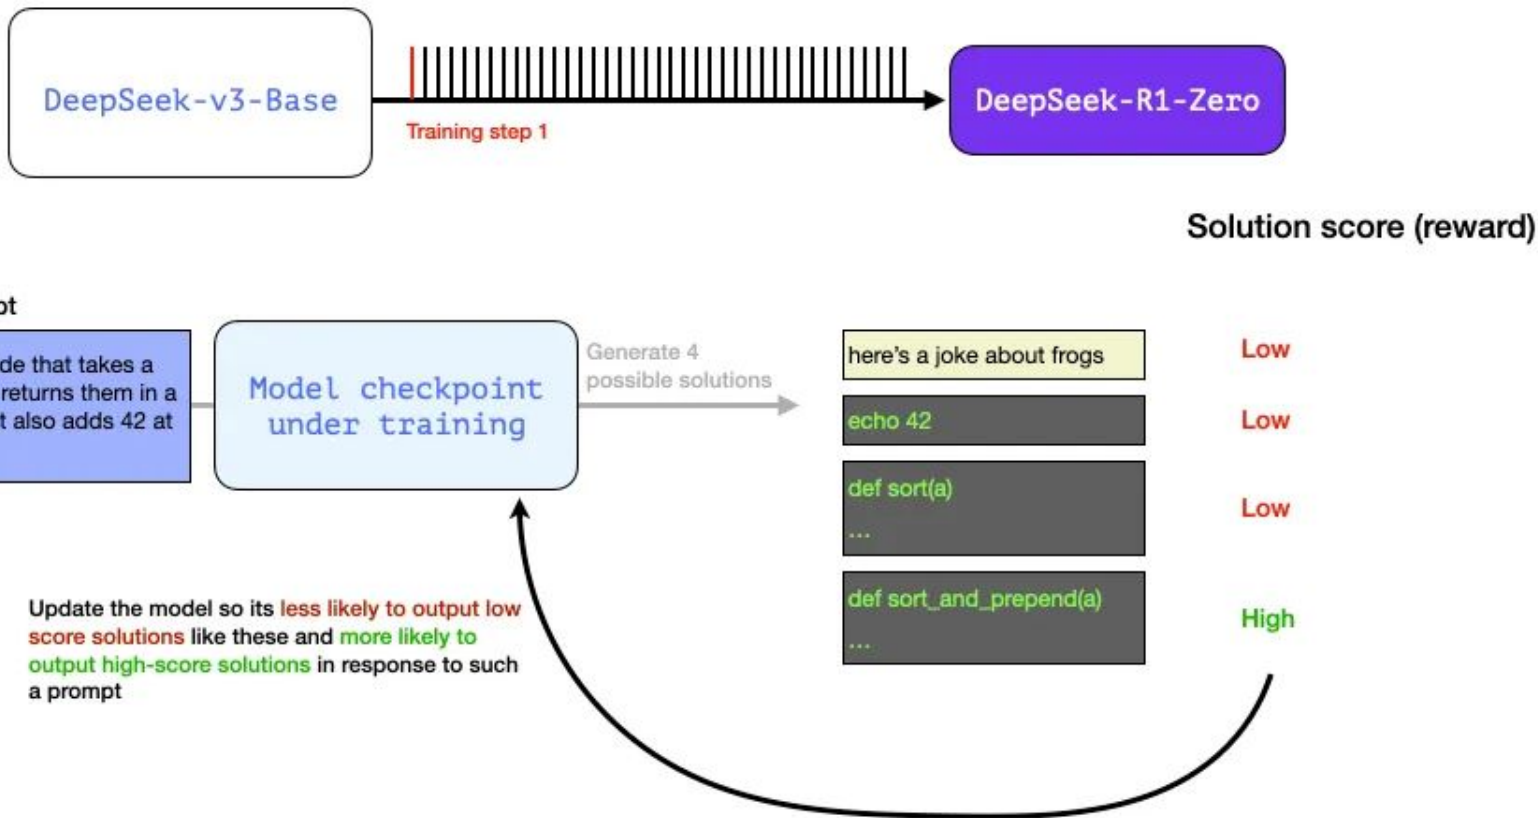 DeepSeek-v3-Base
Training step 1
DeepSeek-R1-Zero
Solution score (reward)
pt
de that takes a
returns them in a
t also adds 42 at
Model checkpoint
under training
Generate 4
possible solutions
here's a joke about frogs
Low
echo 42
Low
def sort(a)
...
Low
def sort_and_prepend(a)
...
High
Update the model so its less likely to output low
score solutions like these and more likely to
output high-score solutions in response to such
a prompt